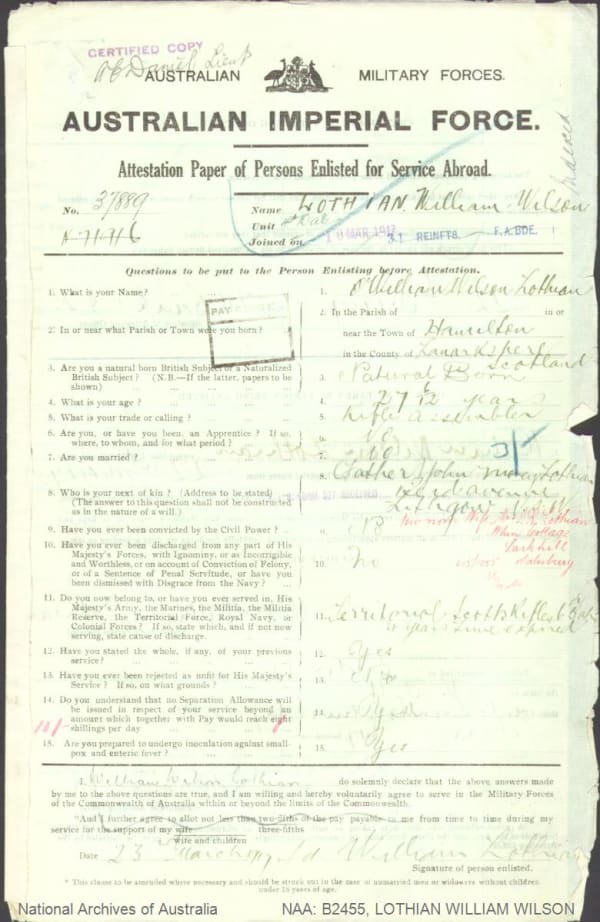 CERTIFIED COPY
Lieut
AUSTRALIAN MILITARY FORCES.
AUSTRALIAN IMPERIAL FORCE.
Attestation Paper of Persons Enlisted for Service Abroad.
No. 37889
Name LOTHIAN, William Wilson
Unit
Joined on 31 REINFTS. F.A. BDE.
Questions to be put to the Person Enlisting before Attestation.
1. What is your Name? ... 1. William Wilson Lothian
2. In or near what Parish or Town were you born? 2. In the Parish of in or
near the Town of Hamilton
in the County of Lanarkshire
Scotland
PAY
3. Are you a natural born British Subject or a Naturalized
British Subject? (N.B.—If the latter, papers to be
shown) 3. Natural Born
4. What is your age? 4. 27 years
5. What is your trade or calling? 5. Rifle assembler
6. Are you, or have you been, an Apprentice? If so,
where, to whom, and for what period? 6. No
7. Are you married? 7. No
8. Who is your next of kin? (Address to be stated)
(The answer to this question shall not be construed
as in the nature of a will.) 8. Father John Lothian
Lithgow
now Wife
Lothian
Cottage
Larkhill
Salisbury
9. Have you ever been convicted by the Civil Power? 9.
10. Have you ever been discharged from any part of His
Majesty's Forces, with Ignominy, or as Incorrigible
and Worthless, or on account of Conviction of Felony,
or of a Sentence of Penal Servitude, or have you
been dismissed with Disgrace from the Navy? 10. No
11. Do you now belong to, or have you ever served in, His
Majesty's Army, the Marines, the Militia, the Militia
Reserve, the Territorial Force, Royal Navy, or
Colonial Forces? If so, state which, and if not now
serving, state cause of discharge. 11. Territorial Scotts Rifles
years time expired
12. Have you stated the whole, if any, of your previous
service? 12. Yes
13. Have you ever been rejected as unfit for His Majesty's
Service? If so, on what grounds? 13. No
14. Do you understand that no Separation Allowance will
be issued in respect of your service beyond an
amount which together with Pay would reach eight
shillings per day 14. Yes
10/-
15. Are you prepared to undergo inoculation against small-
pox and enteric fever? 15. Yes
I, William Wilson Lothian do solemnly declare that the above answers made
by me to the above questions are true, and I am willing and hereby voluntarily agree to serve in the Military Forces
of the Commonwealth of Australia within or beyond the limits of the Commonwealth.
*And I further agree to allot not less than two-fifths of the pay payable to me from time to time during my
three-fifths
service for the support of my wife
wife and children
Date 23 March 1917 William Lothian
Signature of person enlisted.
* This clause to be amended where necessary and should be struck out in the case of unmarried men or widowers without children
under 18 years of age.
National Archives of Australia NAA: B2455, LOTHIAN WILLIAM WILSON